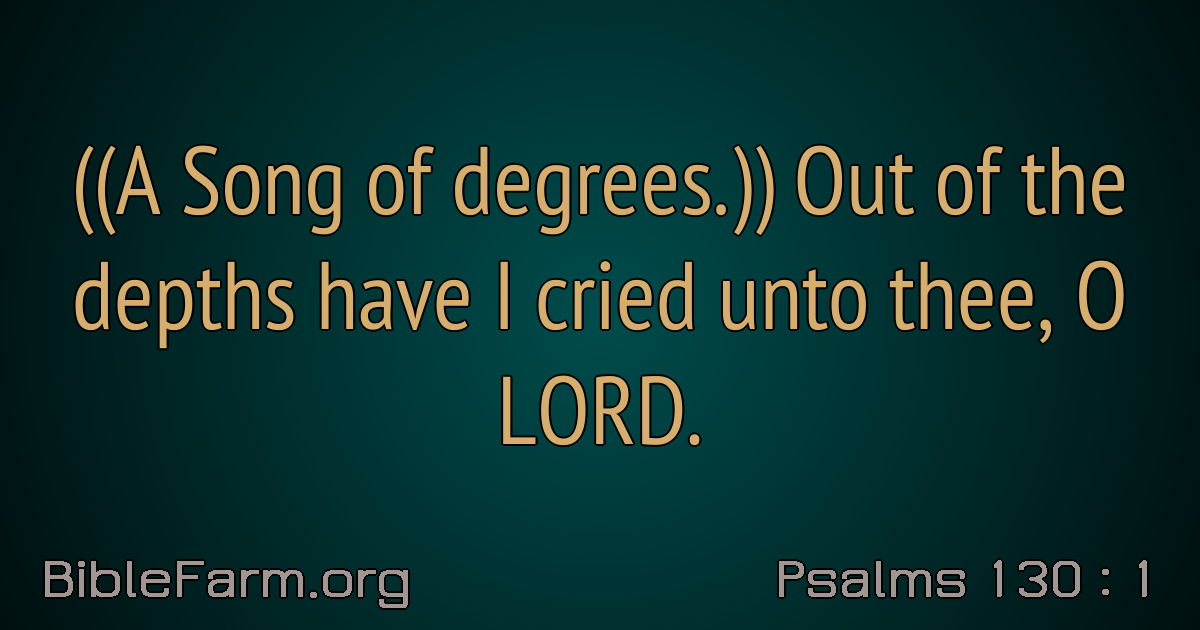 ((A Song of degrees.)) Out of the
depths have I cried unto thee, O
LORD.
BibleFarm.org
Psalms 130 : 1